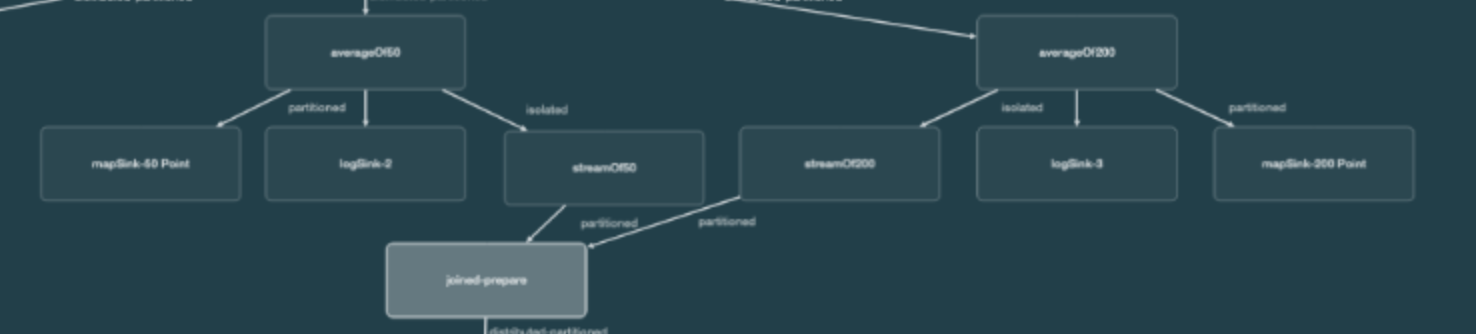 averageOf50
averageOf200
partitioned
isolated
isolated
partitioned
mapSink-50 Point
logSink-2
streamOf50
streamOf200
logSink-3
mapSink-200 Point
partitioned
partitioned
joined-prepare
distributed-partitioned